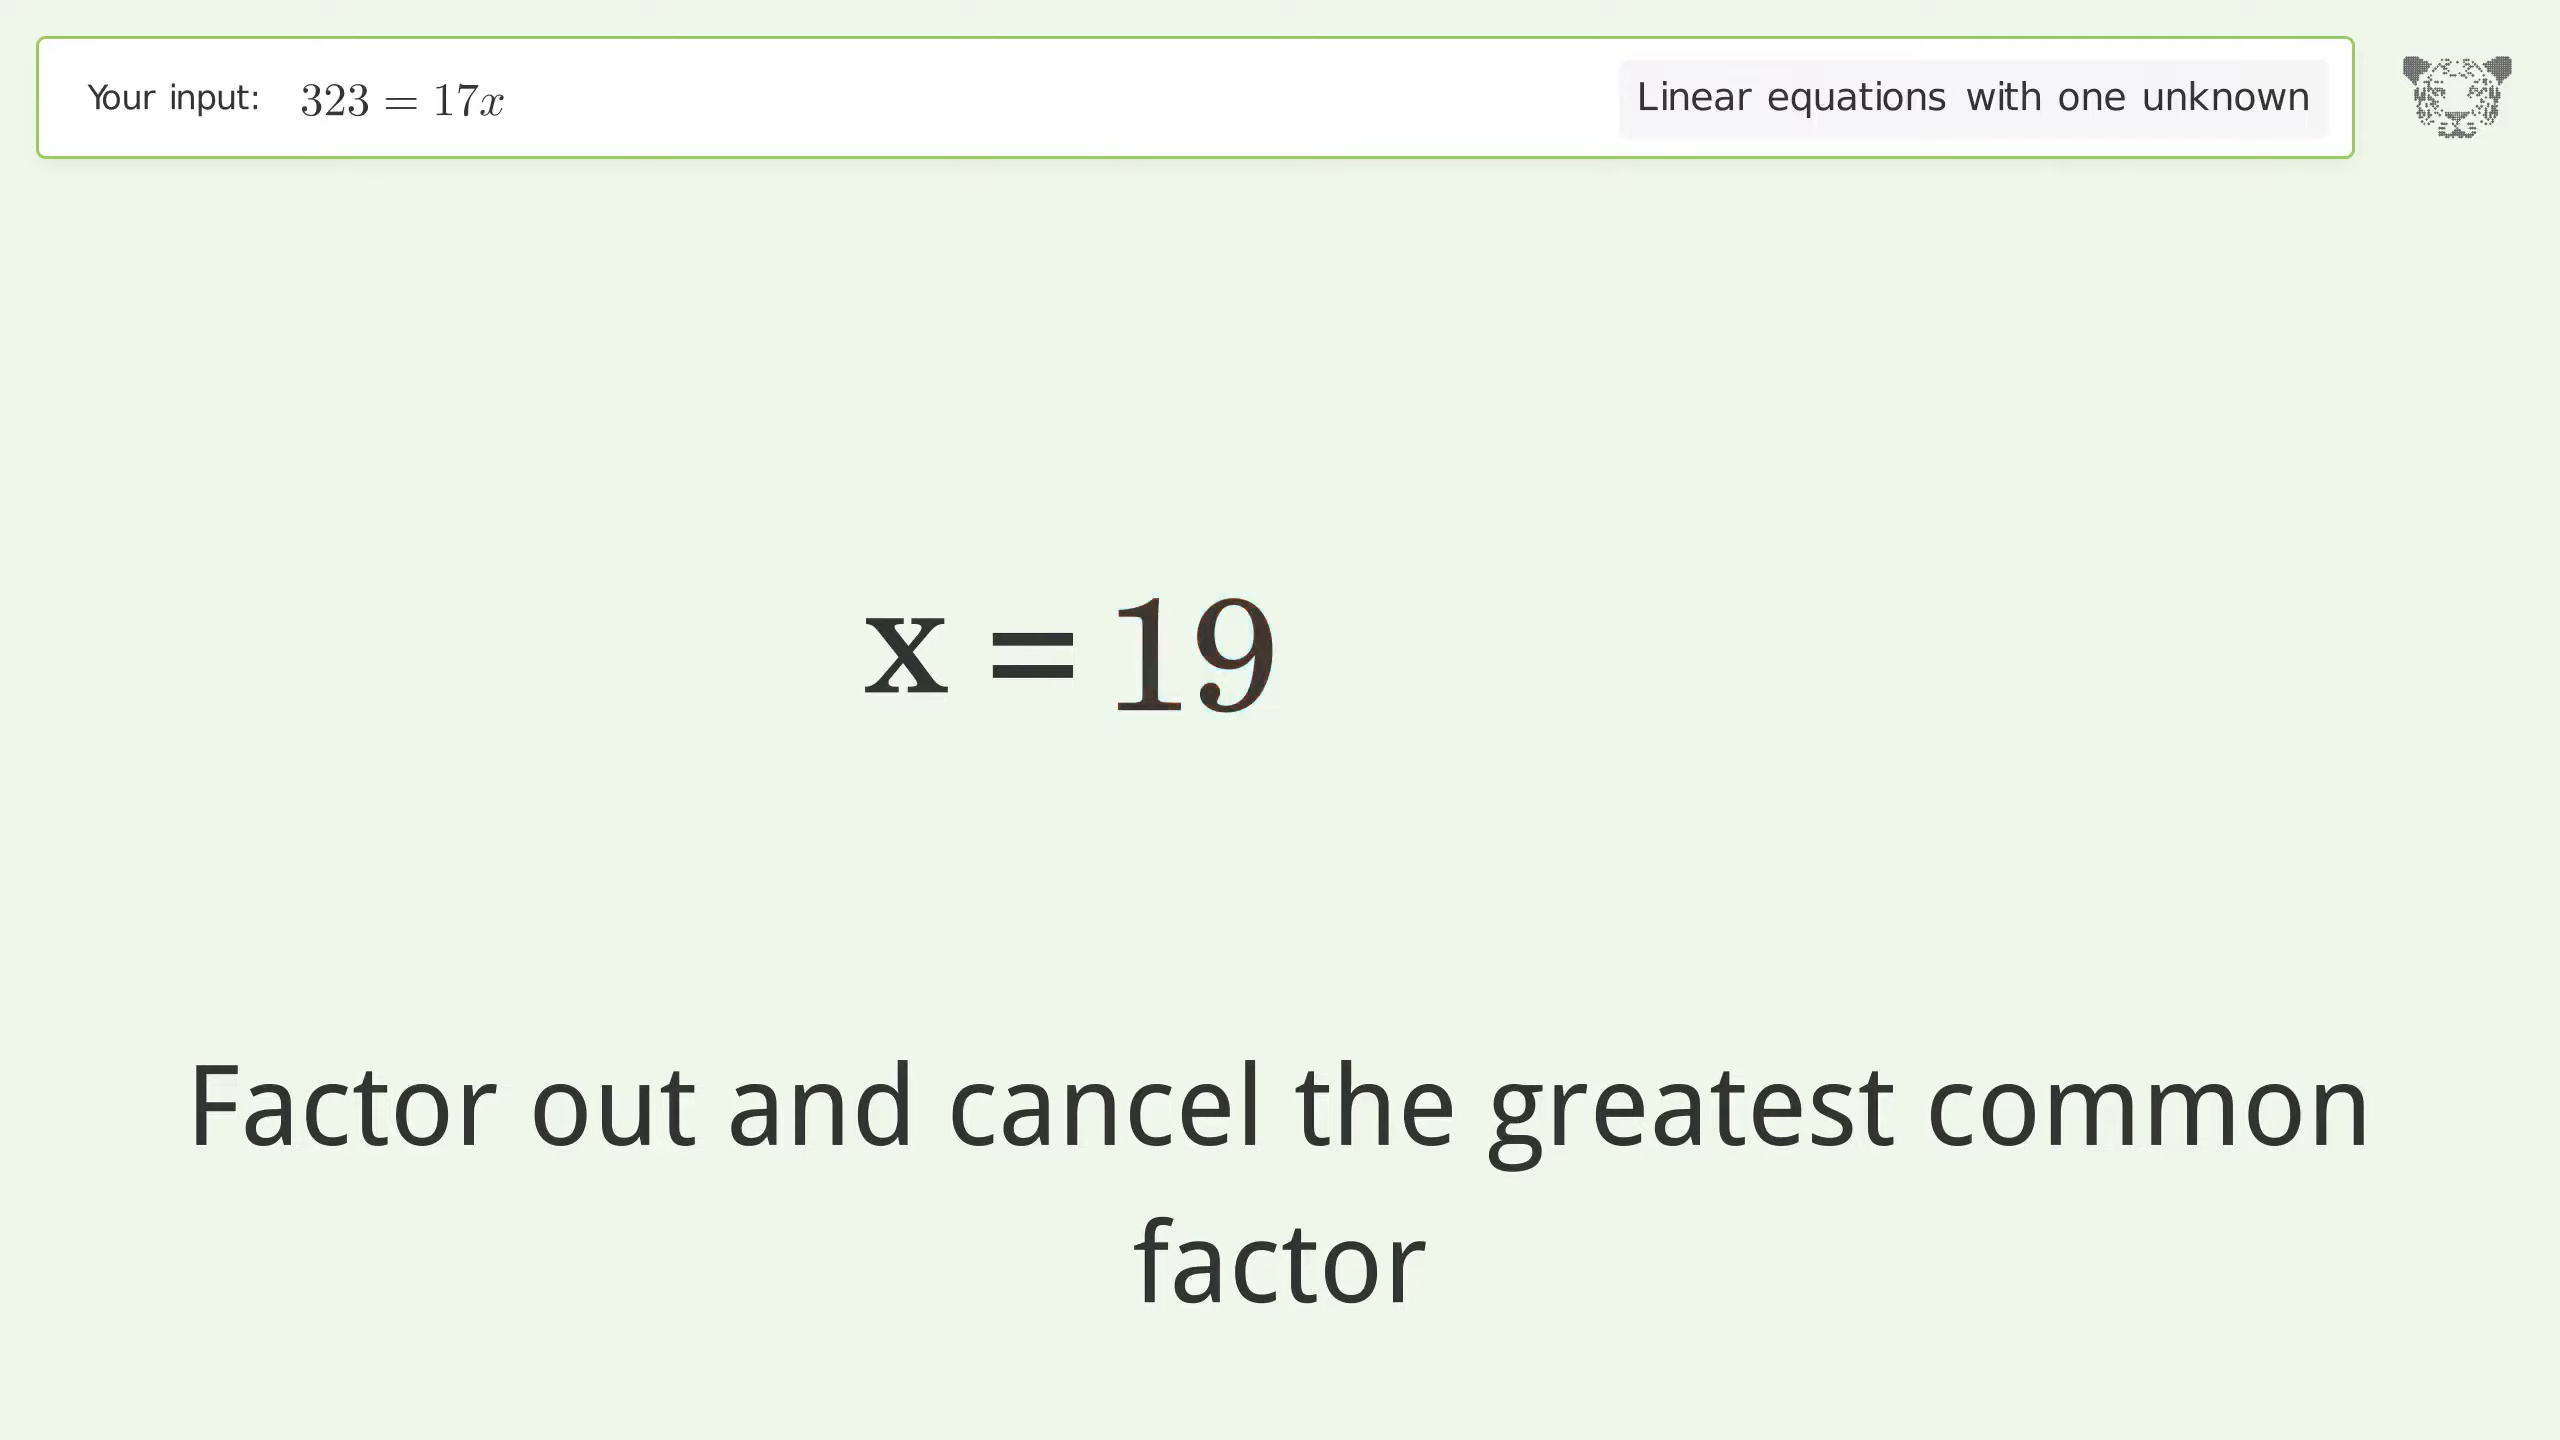 Your input: 323 = 17x Linear equations with one unknown
x = 19
Factor out and cancel the greatest common
factor